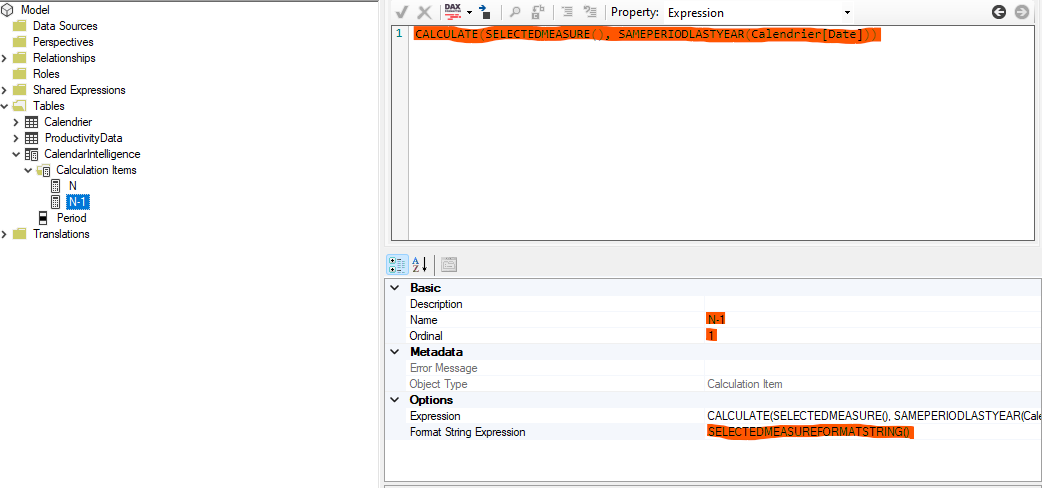 Model
Data Sources
Perspectives
Relationships
Roles
Shared Expressions
Tables
Calendrier
ProductivityData
CalendarIntelligence
Calculation Items
N
N-1
Period
Translations
DAX
Property: Expression
1 CALCULATE(SELECTEDMEASURE(), SAMEPERIODLASTYEAR(Calendrier[Date]))
Basic
Description
Name N-1
Ordinal 1
Metadata
Error Message
Object Type Calculation Item
Options
Expression CALCULATE(SELECTEDMEASURE(), SAMEPERIODLASTYEAR(Cale
Format String Expression SELECTEDMEASUREFORMATSTRING()